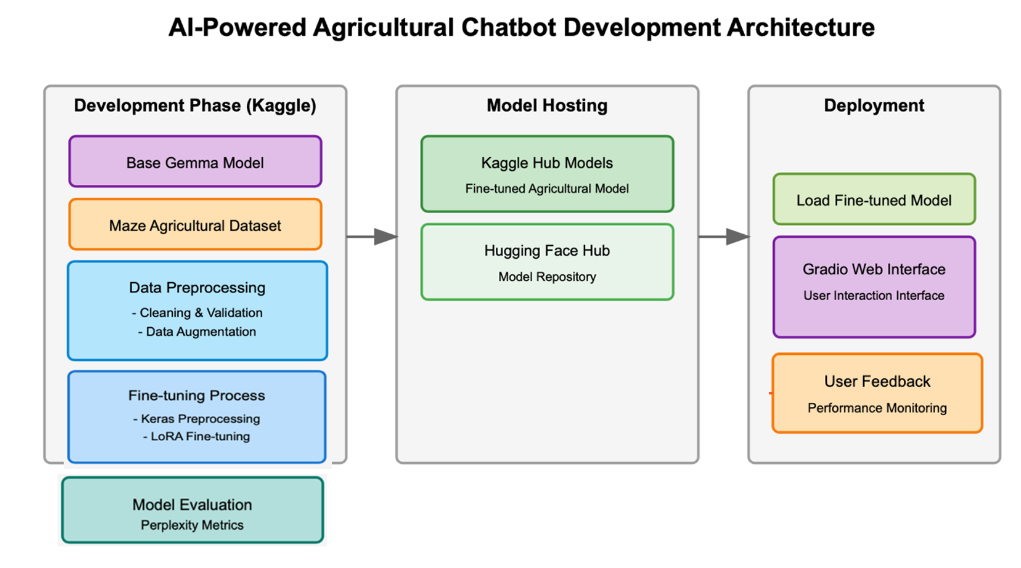 AI-Powered Agricultural Chatbot Development Architecture
Development Phase (Kaggle)
Base Gemma Model
Maze Agricultural Dataset
Data Preprocessing
- Cleaning & Validation
- Data Augmentation
Fine-tuning Process
- Keras Preprocessing
- LoRA Fine-tuning
Model Evaluation
Perplexity Metrics
Model Hosting
Kaggle Hub Models
Fine-tuned Agricultural Model
Hugging Face Hub
Model Repository
Deployment
Load Fine-tuned Model
Gradio Web Interface
User Interaction Interface
User Feedback
Performance Monitoring